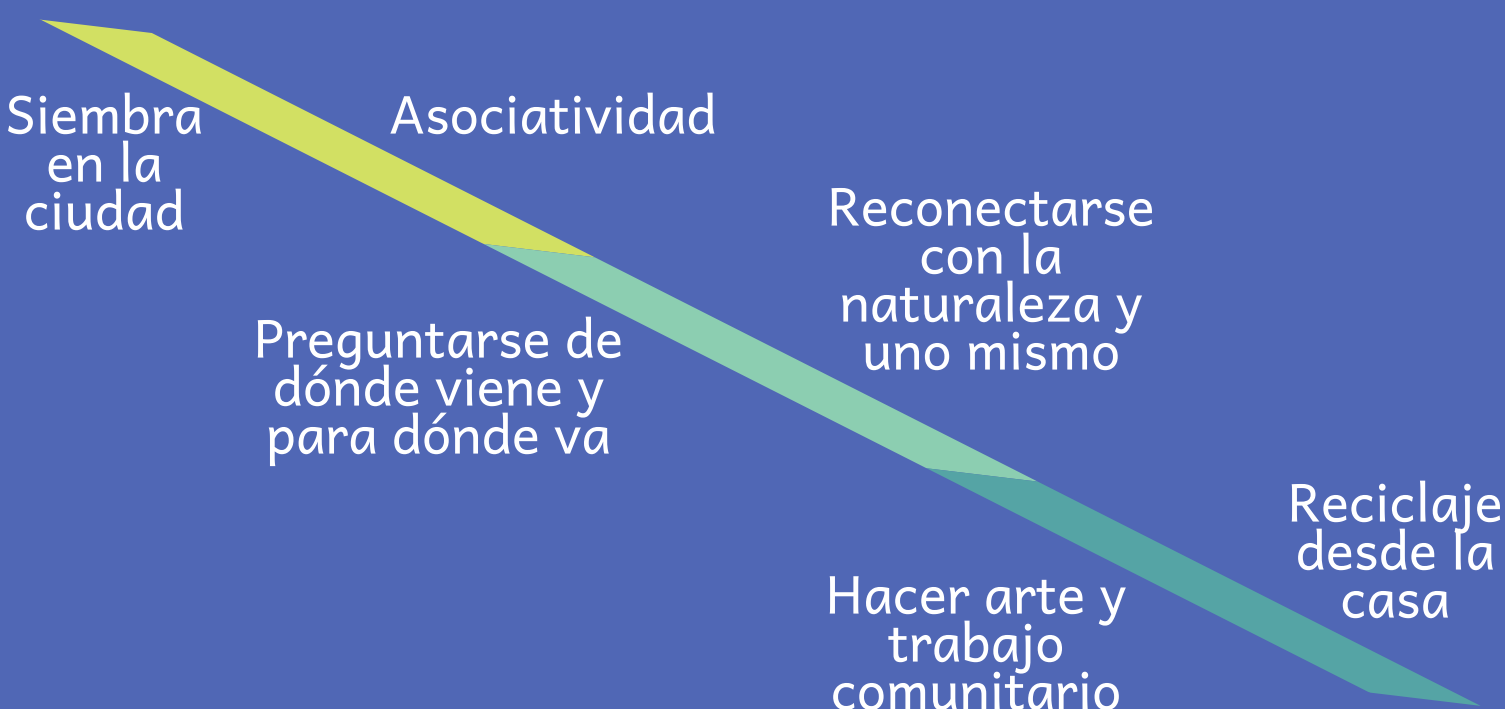 Siembra
en la
ciudad
Asociatividad
Preguntarse de
dónde viene y
para dónde va
Reconectarse
con la
naturaleza y
uno mismo
Hacer arte y
trabajo
comunitario
Reciclaje
desde la
casa